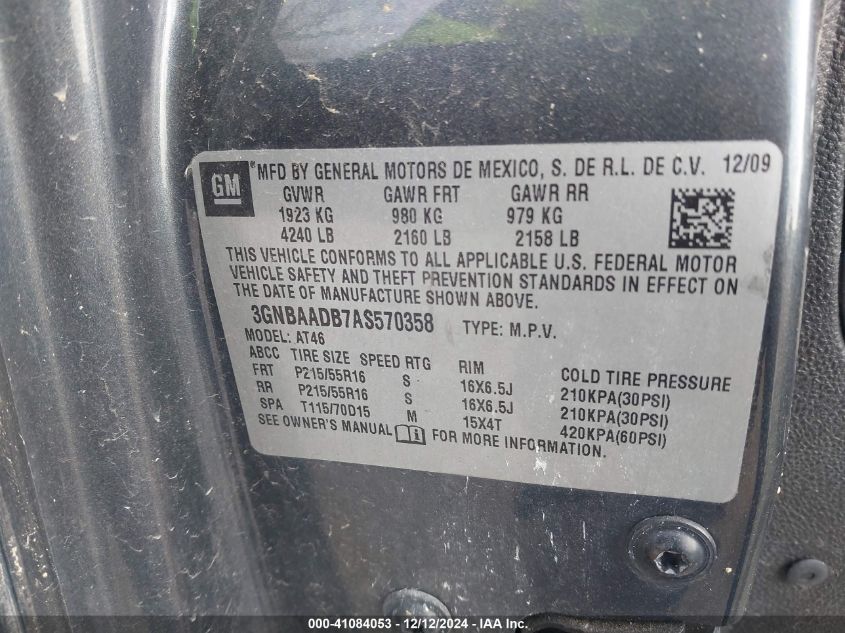 GM ® MFD BY GENERAL MOTORS DE MEXICO, S. DE R.L. DE C.V. 12/09
GVWR GAWR FRT GAWR RR
1923 KG 980 KG 979 KG
4240 LB 2160 LB 2158 LB
THIS VEHICLE CONFORMS TO ALL APPLICABLE U.S. FEDERAL MOTOR
VEHICLE SAFETY AND THEFT PREVENTION STANDARDS IN EFFECT ON
THE DATE OF MANUFACTURE SHOWN ABOVE.
3GNBAADB7AS570358 TYPE: M.P.V.
MODEL: AT46
ABCC TIRE SIZE SPEED RTG RIM COLD TIRE PRESSURE
FRT P215/55R16 S 16X6.5J 210KPA(30PSI)
RR P215/55R16 S 16X6.5J 210KPA(30PSI)
SPA T115/70D15 M 15X4T 420KPA(60PSI)
SEE OWNER'S MANUAL FOR MORE INFORMATION.
000-41084053 - 12/12/2024 - IAA Inc.